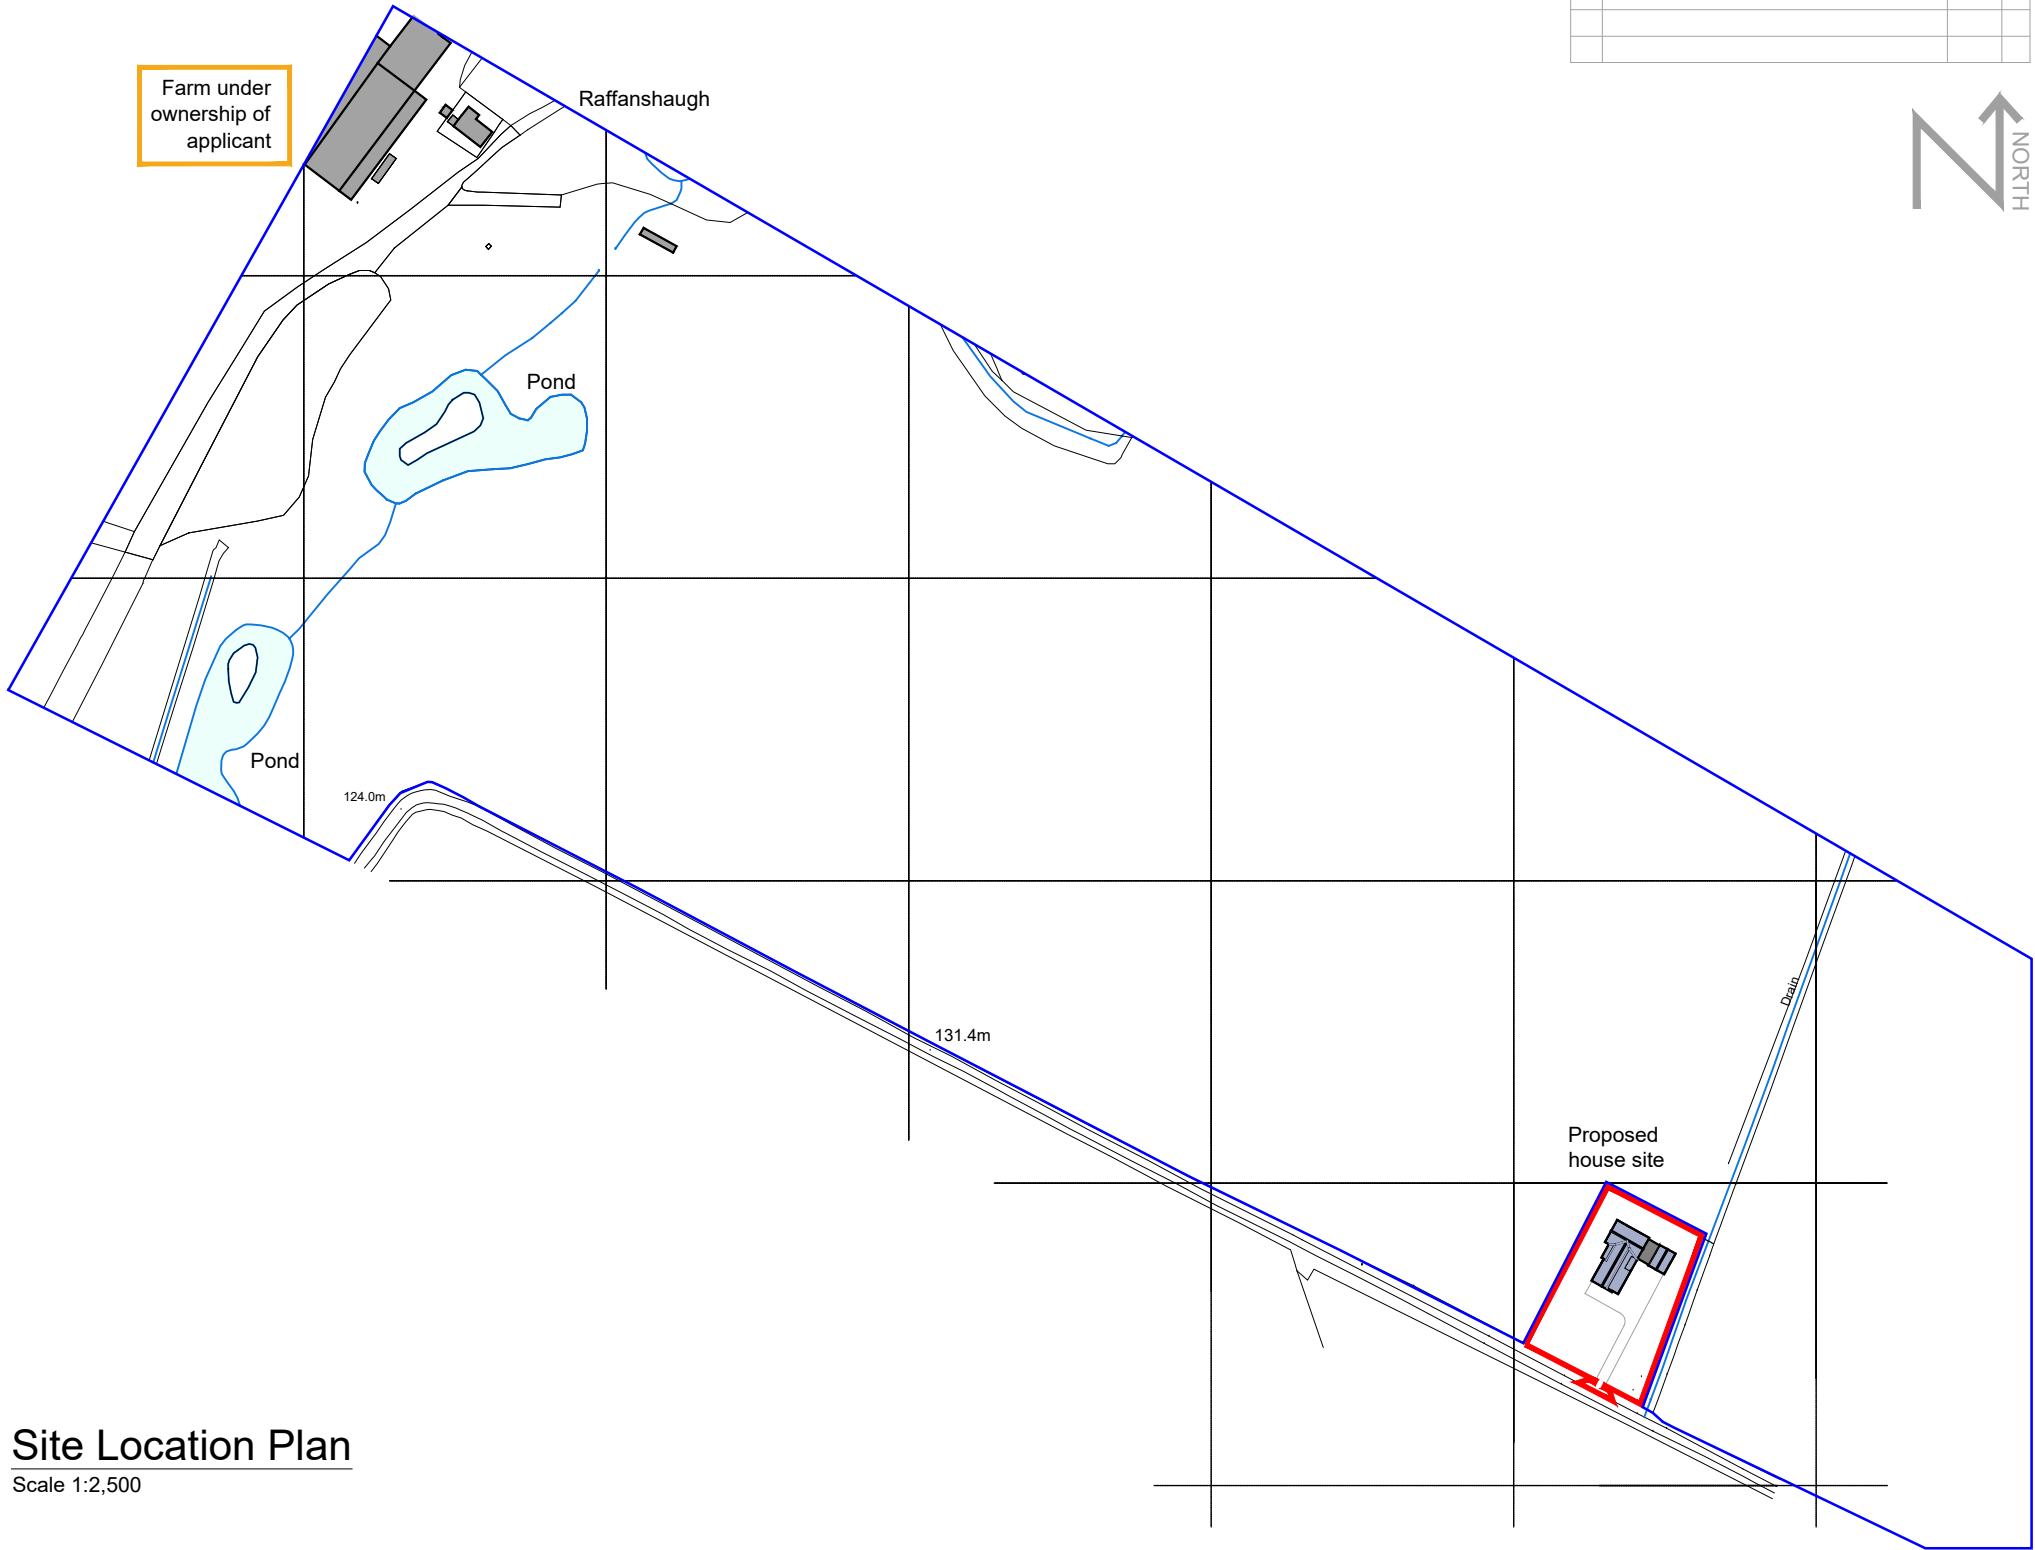 Farm under
ownership of
applicant
Raffanshaugh
NORTH
Pond
Pond
124.0m
131.4m
Drain
Proposed
house site
Site Location Plan
Scale 1:2,500